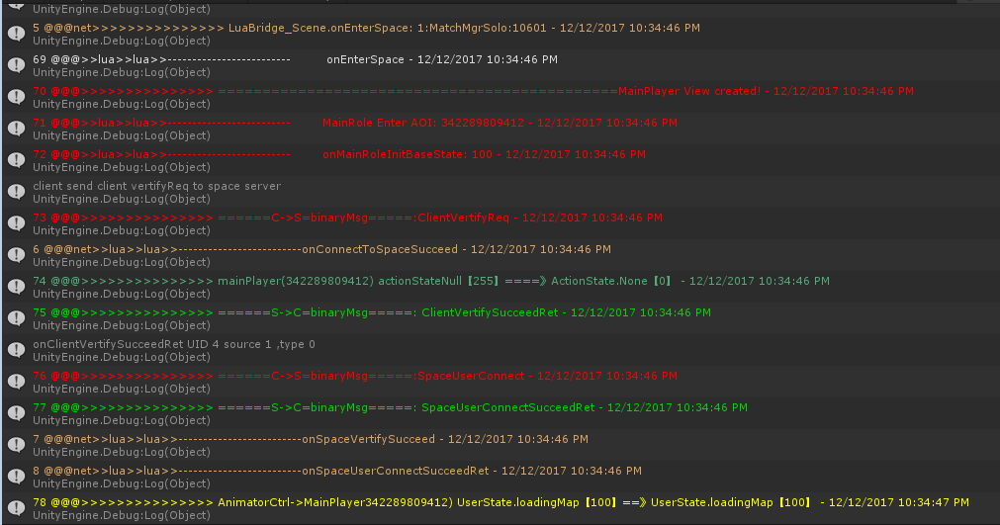 UnityEngine.Debug:Log(Object)
5 @@@net>>>>>>>>>>>>>>> LuaBridge_Scene.onEnterSpace: 1:MatchMgrSolo:10601 - 12/12/2017 10:34:46 PM
UnityEngine.Debug:Log(Object)
69 @@@>>lua>>lua>>------------------------- onEnterSpace - 12/12/2017 10:34:46 PM
UnityEngine.Debug:Log(Object)
70 @@@>>>>>>>>>>>>>>> =========================================MainPlayer View created! - 12/12/2017 10:34:46 PM
UnityEngine.Debug:Log(Object)
71 @@@>>lua>>lua>>------------------------- MainRole Enter AOI: 342289809412 - 12/12/2017 10:34:46 PM
UnityEngine.Debug:Log(Object)
72 @@@>>lua>>lua>>------------------------- onMainRoleInitBaseState: 100 - 12/12/2017 10:34:46 PM
UnityEngine.Debug:Log(Object)
client send client vertifyReq to space server
UnityEngine.Debug:Log(Object)
73 @@@>>>>>>>>>>>>>>> ======C->S=binaryMsg=====:ClientVertifyReq - 12/12/2017 10:34:46 PM
UnityEngine.Debug:Log(Object)
6 @@@net>>lua>>lua>>-------------------------onConnectToSpaceSucceed - 12/12/2017 10:34:46 PM
UnityEngine.Debug:Log(Object)
74 @@@>>>>>>>>>>>>>>> mainPlayer(342289809412) actionStateNull【255】====》ActionState.None【0】 - 12/12/2017 10:34:46 PM
UnityEngine.Debug:Log(Object)
75 @@@>>>>>>>>>>>>>>> ======S->C=binaryMsg=====: ClientVertifySucceedRet - 12/12/2017 10:34:46 PM
UnityEngine.Debug:Log(Object)
onClientVertifySucceedRet UID 4 source 1 ,type 0
UnityEngine.Debug:Log(Object)
76 @@@>>>>>>>>>>>>>>> ======C->S=binaryMsg=====:SpaceUserConnect - 12/12/2017 10:34:46 PM
UnityEngine.Debug:Log(Object)
77 @@@>>>>>>>>>>>>>>> ======S->C=binaryMsg=====: SpaceUserConnectSucceedRet - 12/12/2017 10:34:46 PM
UnityEngine.Debug:Log(Object)
7 @@@net>>lua>>lua>>-------------------------onSpaceVertifySucceed - 12/12/2017 10:34:46 PM
UnityEngine.Debug:Log(Object)
8 @@@net>>lua>>lua>>-------------------------onSpaceUserConnectSucceedRet - 12/12/2017 10:34:46 PM
UnityEngine.Debug:Log(Object)
78 @@@>>>>>>>>>>>>>>> AnimatorCtrl->MainPlayer342289809412) UserState.loadingMap【100】==》UserState.loadingMap【100】 - 12/12/2017 10:34:47 PM
UnityEngine.Debug:Log(Object)